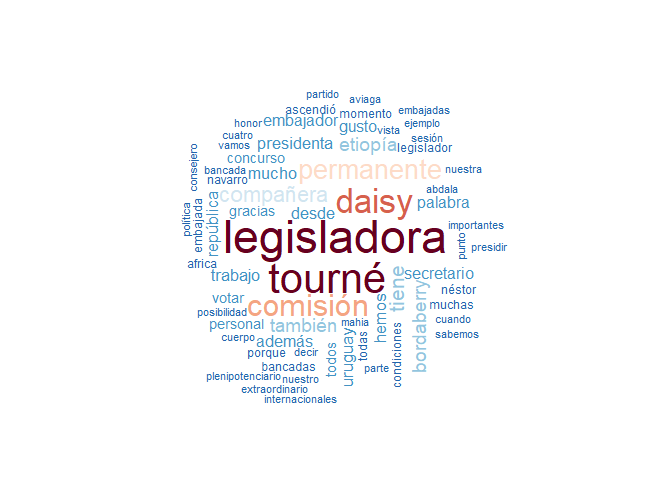 partido
aviaga
ascendió
momento
embajadas
honor
embajador
gusto
vista
ejemplo
cuatro
vamos
presidenta
etiopía
sesión
legislador
consejero
concurso
bancada
mucho
permanente
nuestra
navarro
compañera
daisy
abdala
palabra
política
embajada
república
gracias
desde
legisladora
importantes
punto
presidir
africa
trabajo
tourné
tiene
secretario
votar
comisión
hemos
bordaberry
néstor
muchas
posibilidad
personal
también
mahia
cuando
cuerpo
además
uruguay
todas
condiciones
sabemos
porque
decir
todos
bancadas
parte
plenipotenciario
nuestro
extraordinario
internacionales